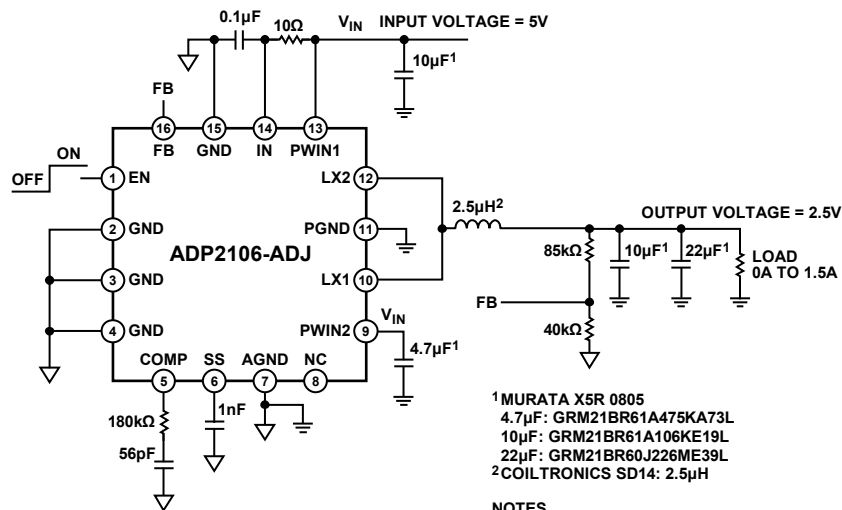 0.1µF
10Ω
VIN
INPUT VOLTAGE = 5V
10µF1
FB
16
15
14
13
FB
GND
IN
PWIN1
ON
OFF
1
EN
LX2
12
2
GND
PGND
11
2.5µH2
OUTPUT VOLTAGE = 2.5V
ADP2106-ADJ
85kΩ
10µF1
22µF1
LOAD
0A TO 1.5A
3
GND
LX1
10
FB
4
GND
PWIN2
9
VIN
40kΩ
4.7µF1
COMP
SS
AGND
NC
5
6
7
8
180kΩ
1nF
56pF
1 MURATA X5R 0805
4.7µF: GRM21BR61A475KA73L
10µF: GRM21BR61A106KE19L
22µF: GRM21BR60J226ME39L
2 COILTRONICS SD14: 2.5µH
NOTES